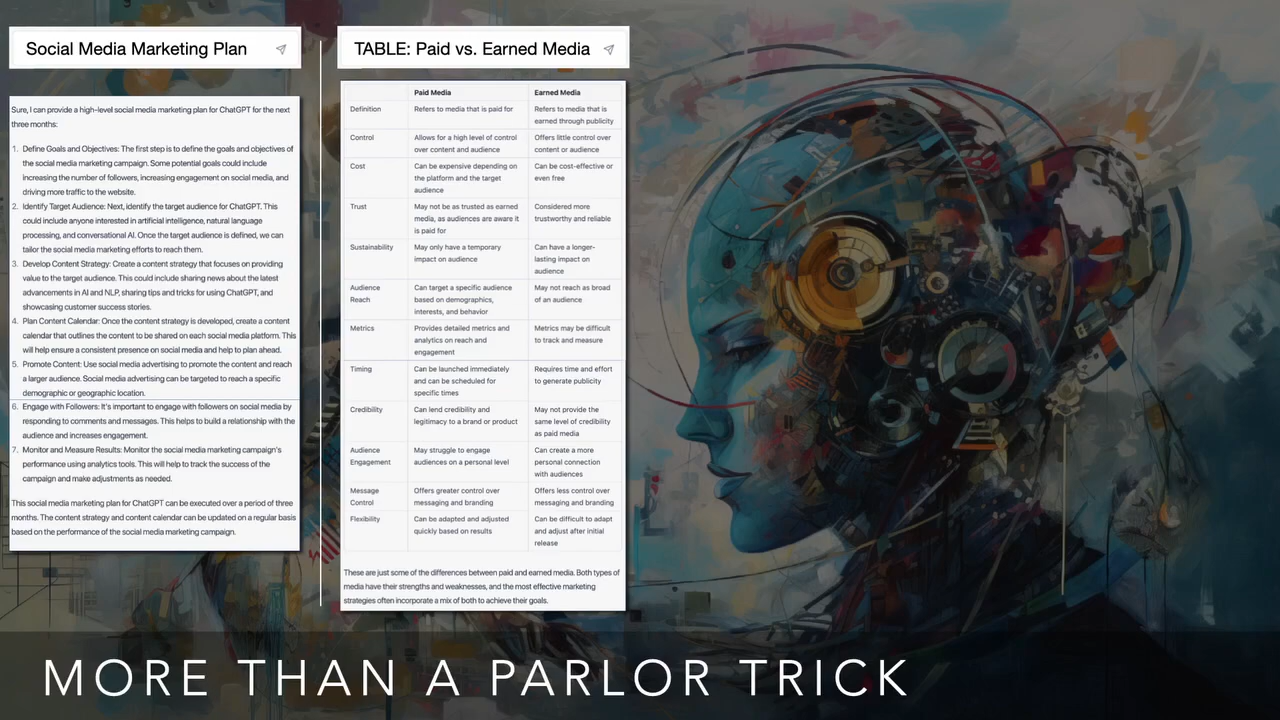 Social Media Marketing Plan
Sure, I can provide a high-level social media marketing plan for ChatGPT for the next
three months:
1. Define Goals and Objectives: The first step is to define the goals and objectives of
the social media marketing campaign. Some potential goals could include
increasing the number of followers, increasing engagement on social media, and
driving more traffic to the website.
2. Identify Target Audience: Next, identify the target audience for ChatGPT. This
could include anyone interested in artificial intelligence, natural language
processing, and conversational AI. Once the target audience is defined, we can
tailor the social media marketing efforts to reach them.
3. Develop Content Strategy: Create a content strategy that focuses on providing
value to the target audience. This could include sharing news about the latest
advancements in AI and NLP, sharing tips and tricks for using ChatGPT, and
showcasing customer success stories.
4. Plan Content Calendar: Once the content strategy is developed, create a content
calendar that outlines the content to be shared on each social media platform. This
will help ensure a consistent presence on social media and help to plan ahead.
5. Promote Content: Use social media advertising to promote the content and reach
a larger audience. Social media advertising can be targeted to reach a specific
demographic or geographic location.
6. Engage with Followers: It's important to engage with followers on social media by
responding to comments and messages. This helps to build a relationship with the
audience and increases engagement.
7. Monitor and Measure Results: Monitor the social media marketing campaign's
performance using analytics tools. This will help to track the success of the
campaign and make adjustments as needed.
This social media marketing plan for ChatGPT can be executed over a period of three
months. The content strategy and content calendar can be updated on a regular basis
based on the performance of the social media marketing campaign.
TABLE: Paid vs. Earned Media
Paid Media Earned Media
Definition Refers to media that is paid for Refers to media that is
earned through publicity
Control Allows for a high level of control Offers little control over
over content and audience content or audience
Cost Can be expensive depending on Can be cost-effective or
the platform and the target even free
audience
Trust May not be as trusted as earned Considered more
media, as audiences are aware it trustworthy and reliable
is paid for
Sustainability May only have a temporary Can have a longer-
impact on audience lasting impact on
audience
Audience Can target a specific audience May not reach as broad
Reach based on demographics, of an audience
interests, and behavior
Metrics Provides detailed metrics and Metrics may be difficult
analytics on reach and to track and measure
engagement
Timing Can be launched immediately Requires time and effort
and can be scheduled for to generate publicity
specific times
Credibility Can lend credibility and May not provide the
legitimacy to a brand or product same level of credibility
as paid media
Audience May struggle to engage Can create a more
Engagement audiences on a personal level personal connection
with audiences
Message Offers greater control over Offers less control over
Control messaging and branding messaging and branding
Flexibility Can be adapted and adjusted Can be difficult to adapt
quickly based on results and adjust after initial
release
These are just some of the differences between paid and earned media. Both types of
media have their strengths and weaknesses, and the most effective marketing
strategies often incorporate a mix of both to achieve their goals.
MORE THAN A PARLOR TRICK